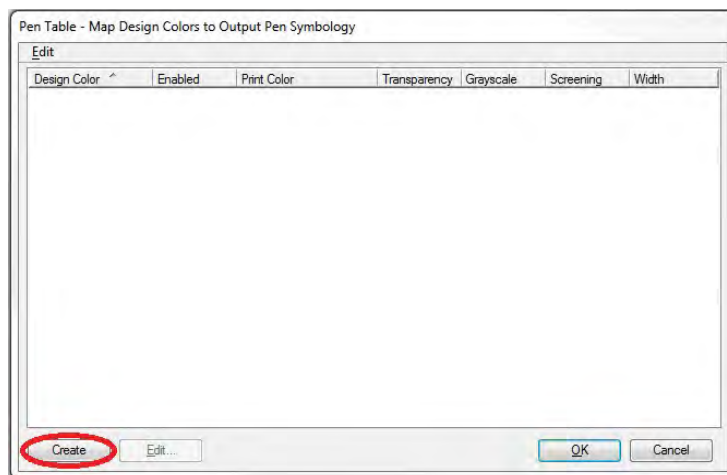 Pen Table - Map Design Colors to Output Pen Symbology
Edit
Design Color Enabled Print Color Transparency Grayscale Screening Width
Create Edit... OK Cancel